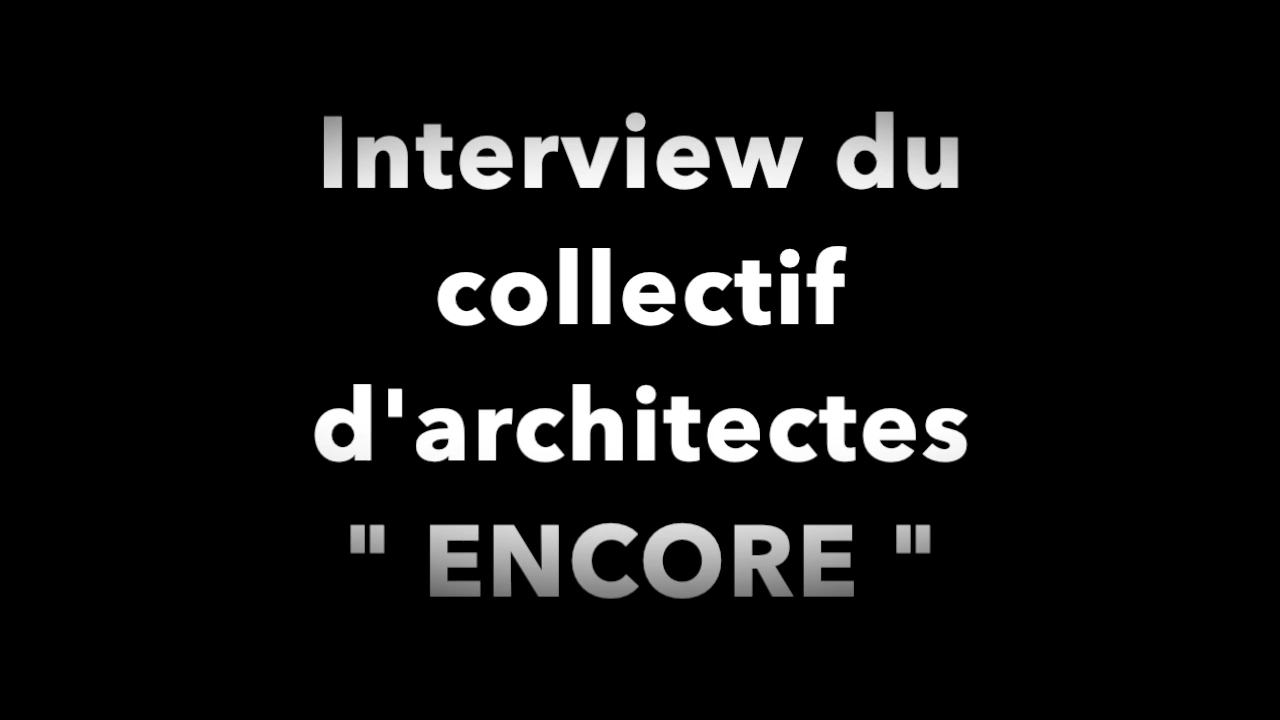 Interview du
collectif
d'architectes
" ENCORE "